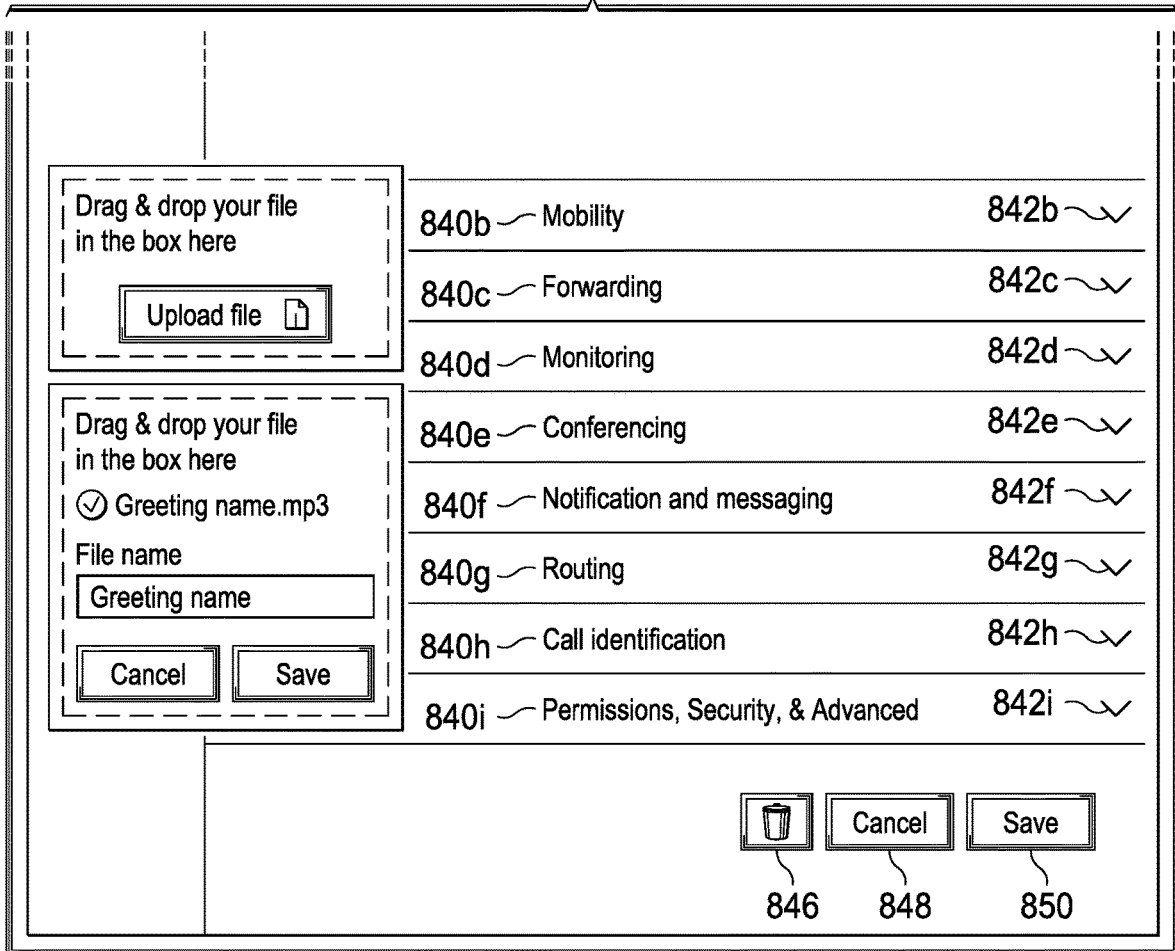 Drag & drop your file
in the box here
Upload file
Drag & drop your file
in the box here
Greeting name.mp3
File name
Greeting name
Cancel Save
840b Mobility 842b
840c Forwarding 842c
840d Monitoring 842d
840e Conferencing 842e
840f Notification and messaging 842f
840g Routing 842g
840h Call identification 842h
840i Permissions, Security, & Advanced 842i
Cancel Save
846 848 850